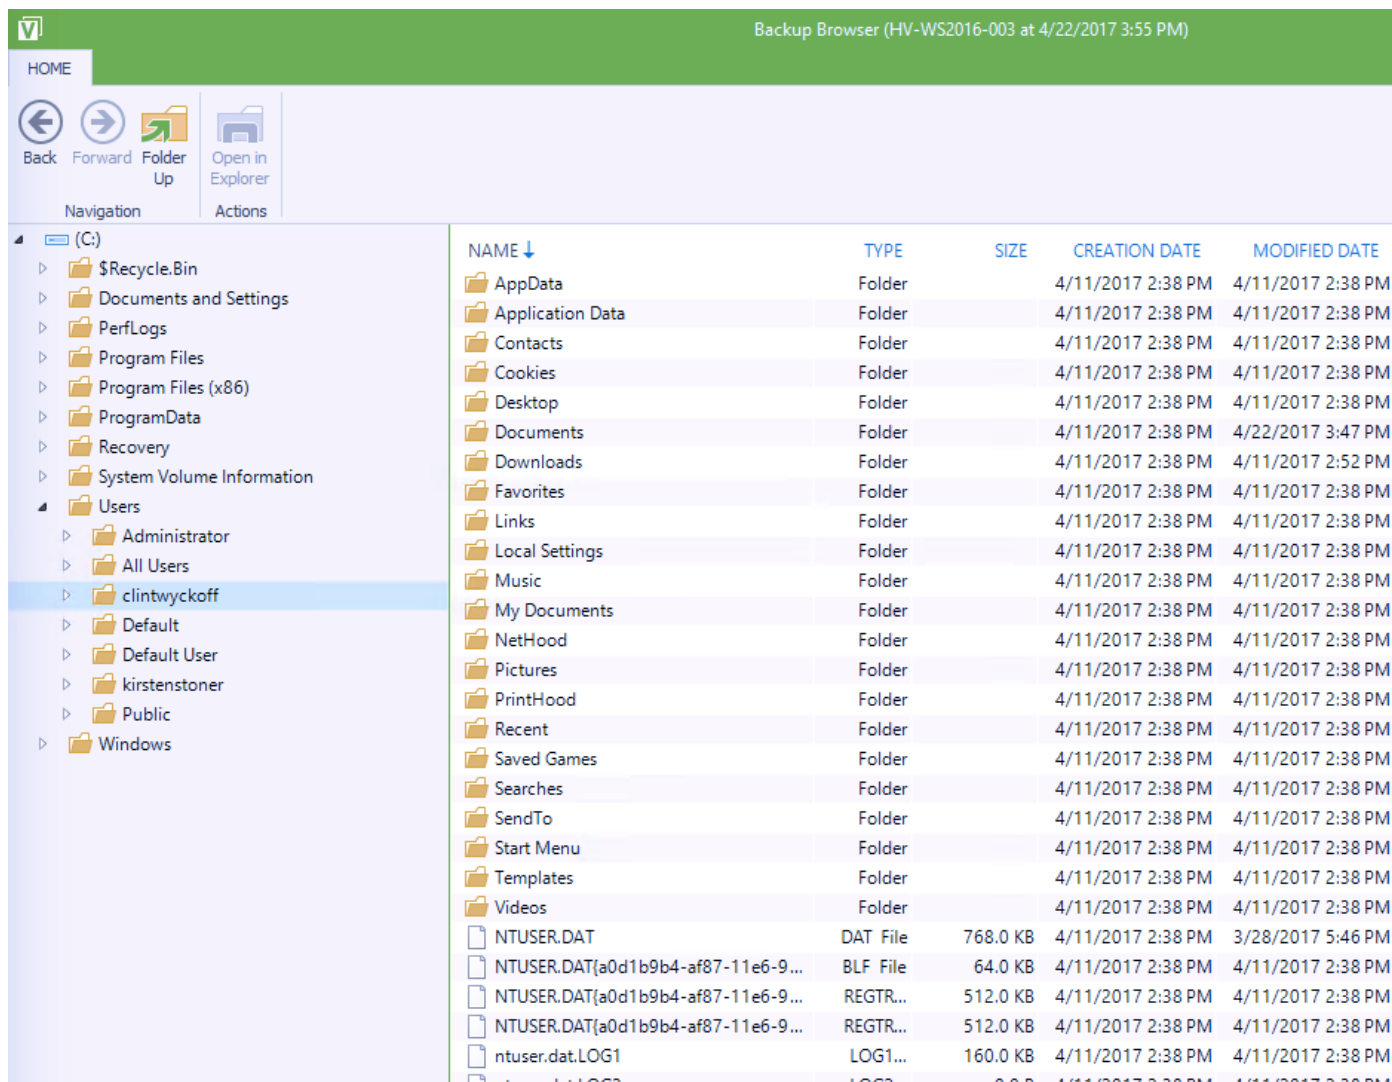 V
Backup Browser (HV-WS2016-003 at 4/22/2017 3:55 PM)
HOME
Back Forward Folder Up Open in Explorer
Navigation Actions
(C:)
$Recycle.Bin
Documents and Settings
PerfLogs
Program Files
Program Files (x86)
ProgramData
Recovery
System Volume Information
Users
Administrator
All Users
clintwyckoff
Default
Default User
kirstenstoner
Public
Windows
NAME TYPE SIZE CREATION DATE MODIFIED DATE
AppData Folder 4/11/2017 2:38 PM 4/11/2017 2:38 PM
Application Data Folder 4/11/2017 2:38 PM 4/11/2017 2:38 PM
Contacts Folder 4/11/2017 2:38 PM 4/11/2017 2:38 PM
Cookies Folder 4/11/2017 2:38 PM 4/11/2017 2:38 PM
Desktop Folder 4/11/2017 2:38 PM 4/11/2017 2:38 PM
Documents Folder 4/11/2017 2:38 PM 4/22/2017 3:47 PM
Downloads Folder 4/11/2017 2:38 PM 4/11/2017 2:52 PM
Favorites Folder 4/11/2017 2:38 PM 4/11/2017 2:38 PM
Links Folder 4/11/2017 2:38 PM 4/11/2017 2:38 PM
Local Settings Folder 4/11/2017 2:38 PM 4/11/2017 2:38 PM
Music Folder 4/11/2017 2:38 PM 4/11/2017 2:38 PM
My Documents Folder 4/11/2017 2:38 PM 4/11/2017 2:38 PM
NetHood Folder 4/11/2017 2:38 PM 4/11/2017 2:38 PM
Pictures Folder 4/11/2017 2:38 PM 4/11/2017 2:38 PM
PrintHood Folder 4/11/2017 2:38 PM 4/11/2017 2:38 PM
Recent Folder 4/11/2017 2:38 PM 4/11/2017 2:38 PM
Saved Games Folder 4/11/2017 2:38 PM 4/11/2017 2:38 PM
Searches Folder 4/11/2017 2:38 PM 4/11/2017 2:38 PM
SendTo Folder 4/11/2017 2:38 PM 4/11/2017 2:38 PM
Start Menu Folder 4/11/2017 2:38 PM 4/11/2017 2:38 PM
Templates Folder 4/11/2017 2:38 PM 4/11/2017 2:38 PM
Videos Folder 4/11/2017 2:38 PM 4/11/2017 2:38 PM
NTUSER.DAT DAT File 768.0 KB 4/11/2017 2:38 PM 3/28/2017 5:46 PM
NTUSER.DAT{a0d1b9b4-af87-11e6-9... BLF File 64.0 KB 4/11/2017 2:38 PM 4/11/2017 2:38 PM
NTUSER.DAT{a0d1b9b4-af87-11e6-9... REGTR... 512.0 KB 4/11/2017 2:38 PM 4/11/2017 2:38 PM
NTUSER.DAT{a0d1b9b4-af87-11e6-9... REGTR... 512.0 KB 4/11/2017 2:38 PM 4/11/2017 2:38 PM
ntuser.dat.LOG1 LOG1... 160.0 KB 4/11/2017 2:38 PM 4/11/2017 2:38 PM